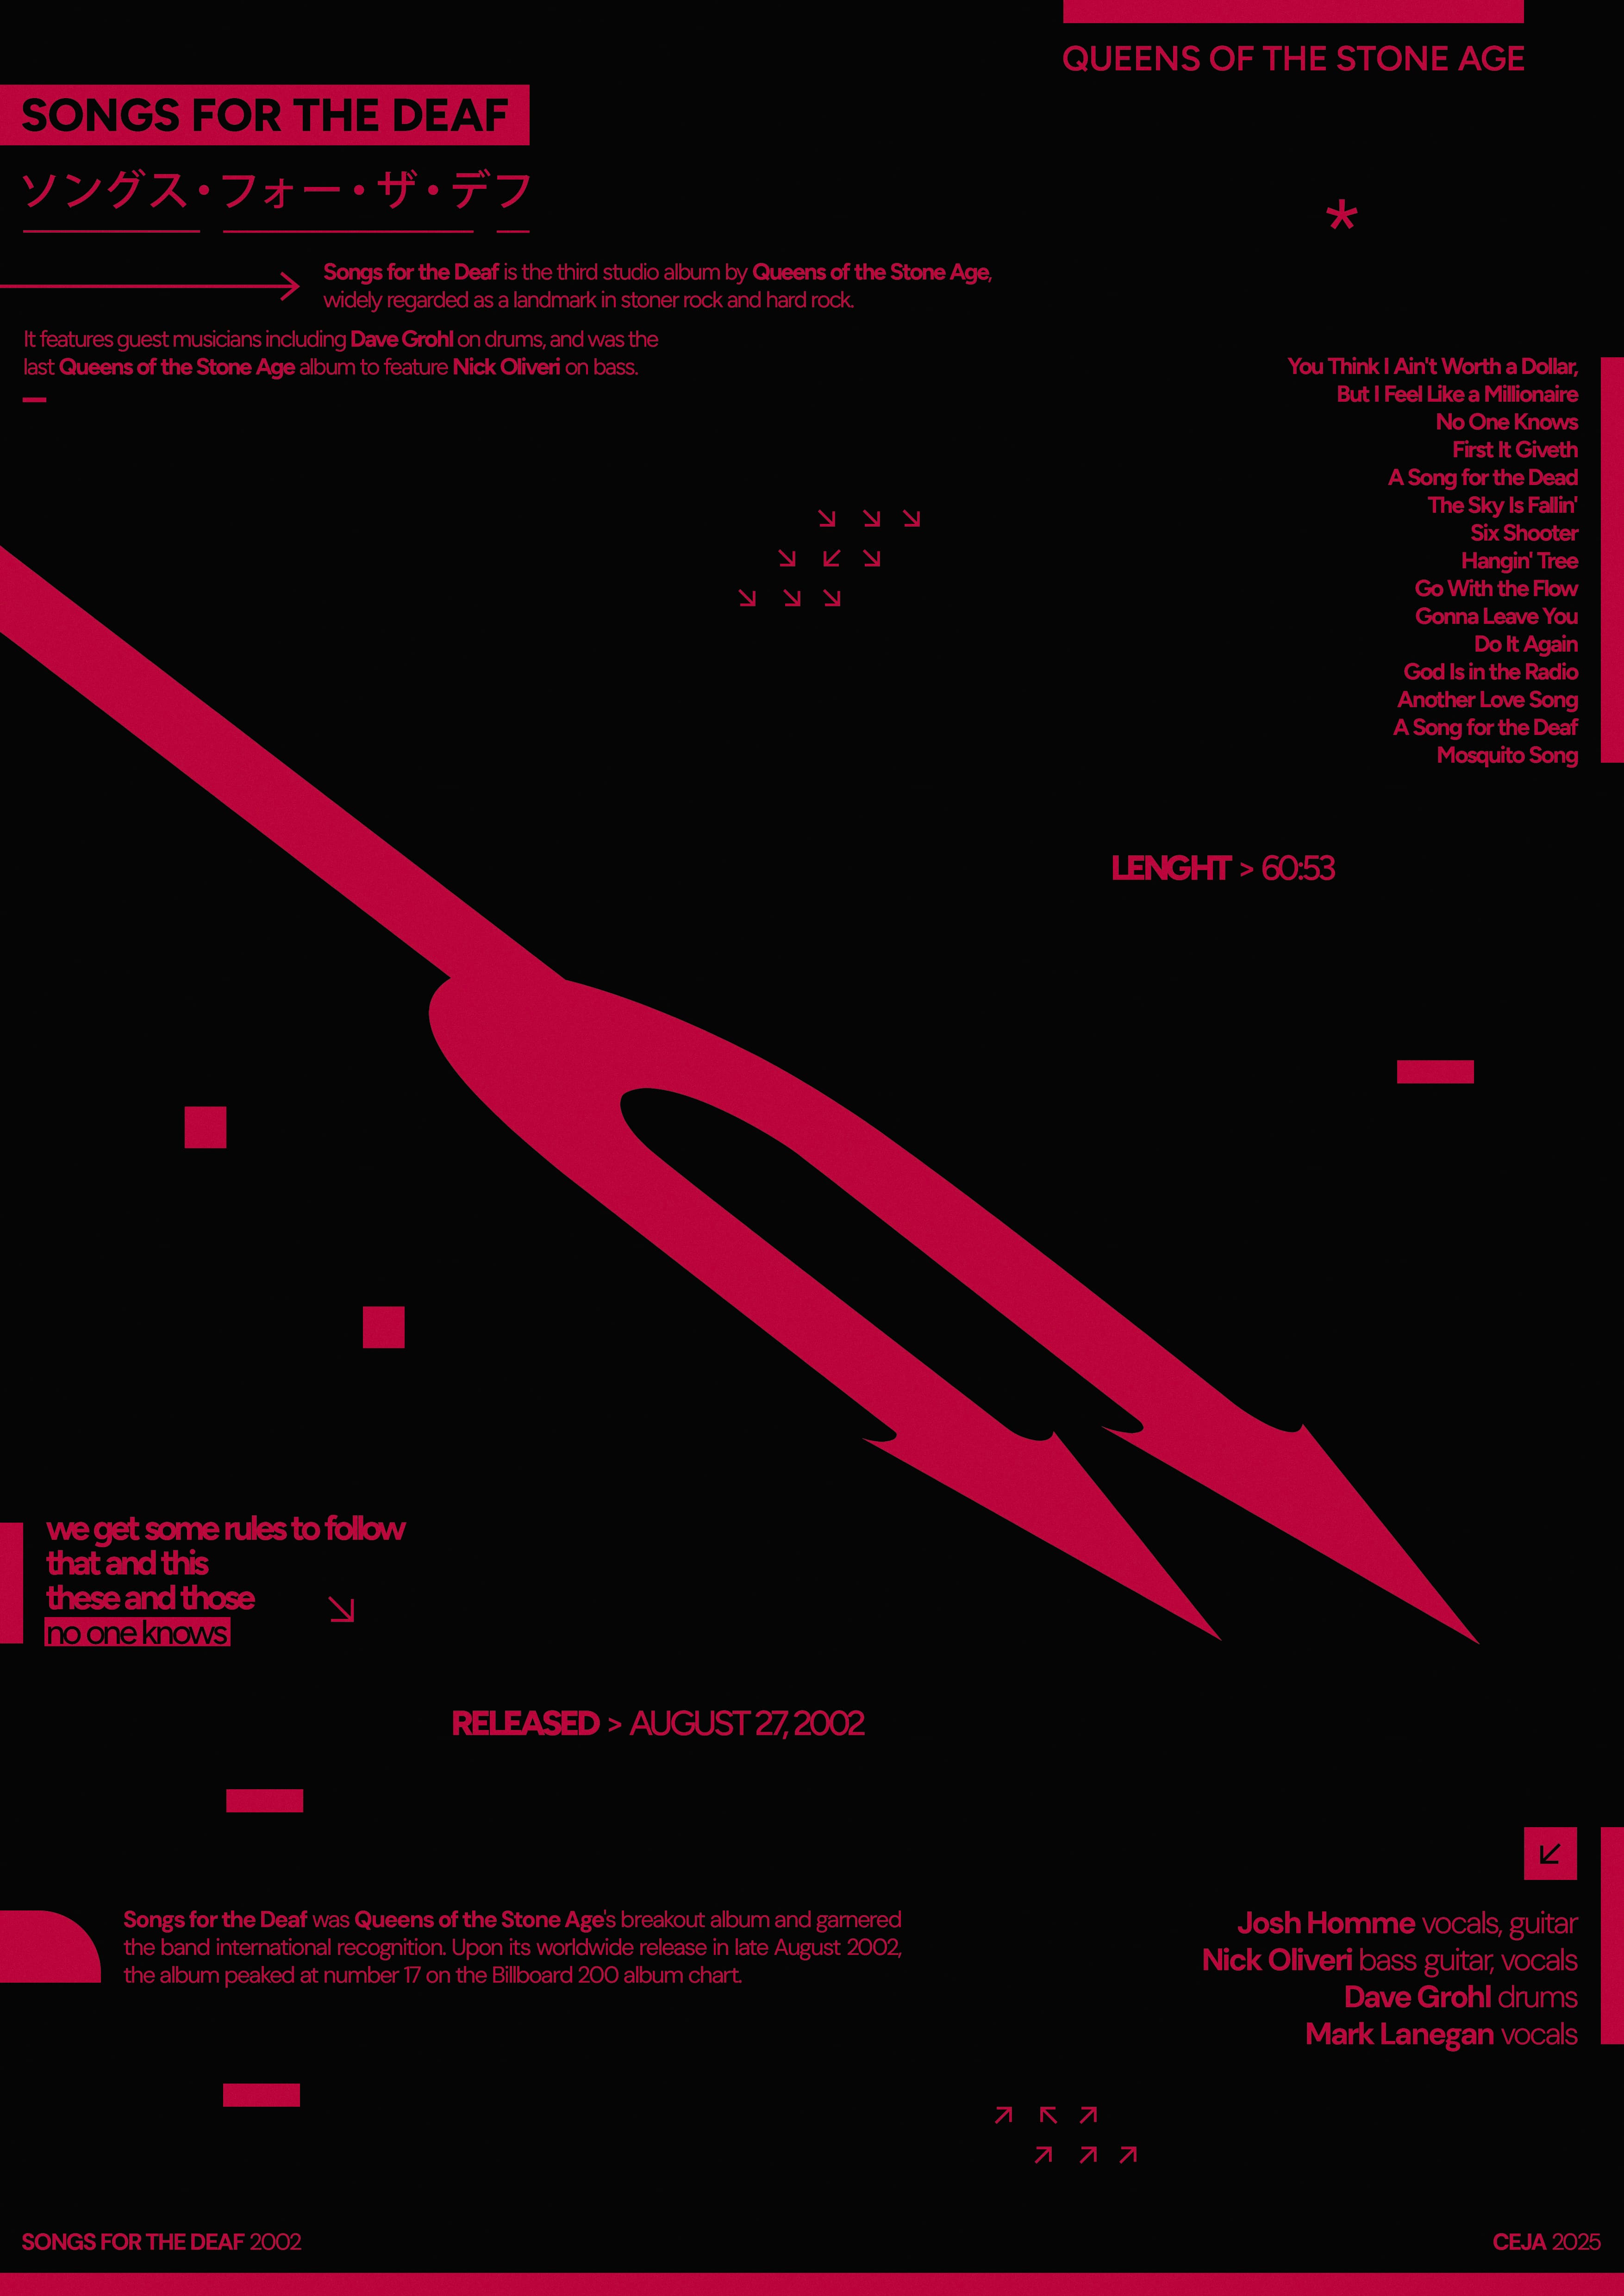 QUEENS OF THE STONE AGE
SONGS FOR THE DEAF
ソングス・フォー・ザ・デフ
*
Songs for the Deaf is the third studio album by Queens of the Stone Age,
widely regarded as a landmark in stoner rock and hard rock.
It features guest musicians including Dave Grohl on drums, and was the
last Queens of the Stone Age album to feature Nick Oliveri on bass.
You Think I Ain't Worth a Dollar,
But I Feel Like a Millionaire
No One Knows
First It Giveth
A Song for the Dead
The Sky Is Fallin'
Six Shooter
Hangin' Tree
Go With the Flow
Gonna Leave You
Do It Again
God Is in the Radio
Another Love Song
A Song for the Deaf
Mosquito Song
LENGHT > 60:53
we get some rules to follow
that and this
these and those
no one knows
RELEASED > AUGUST 27, 2002
Songs for the Deaf was Queens of the Stone Age's breakout album and garnered
the band international recognition. Upon its worldwide release in late August 2002,
the album peaked at number 17 on the Billboard 200 album chart.
Josh Homme vocals, guitar
Nick Oliveri bass guitar, vocals
Dave Grohl drums
Mark Lanegan vocals
SONGS FOR THE DEAF 2002
CEJA 2025